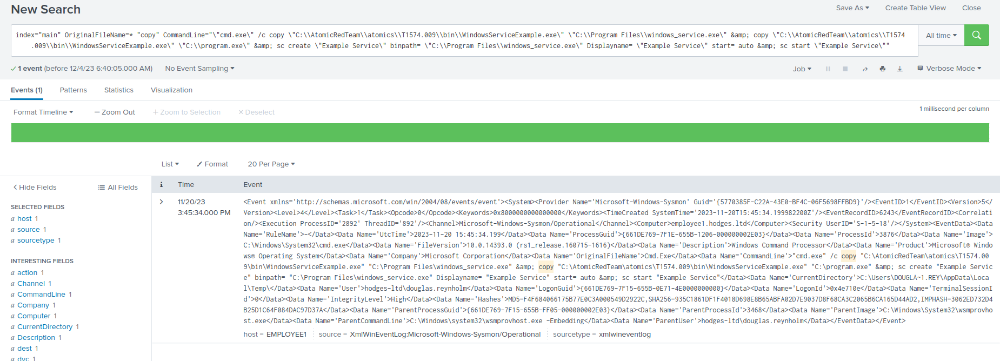 New Search
Save As
Create Table View
Close
index="main" OriginalFileName=* "copy" CommandLine="\"cmd.exe\" /c copy \"C:\\AtomicRedTeam\\atomics\\T1574.009\\bin\\WindowsServiceExample.exe\" \"C:\\Program Files\\windows_service.exe\" &amp; copy \"C:\\AtomicRedTeam\\atomics\\T1574
.009\\bin\\WindowsServiceExample.exe\" \"C:\\program.exe\" &amp; sc create \"Example Service\" binpath= \"C:\\Program Files\\windows_service.exe\" Displayname= \"Example Service\" start= auto &amp; sc start \"Example Service\""
All time
1 event (before 12/4/23 6:40:05.000 AM)
No Event Sampling
Job
Verbose Mode
Events (1)
Patterns
Statistics
Visualization
Format Timeline
— Zoom Out
+ Zoom to Selection
× Deselect
1 millisecond per column
List
Format
20 Per Page
Hide Fields
All Fields
i
Time
Event
SELECTED FIELDS
a host 1
a source 1
a sourcetype 1
INTERESTING FIELDS
a action 1
a Channel 1
a CommandLine 1
a Company 1
a Computer 1
a CurrentDirectory 1
a Description 1
a dest 1
a dvc 1
11/20/23
3:45:34.000 PM
<Event xmlns='http://schemas.microsoft.com/win/2004/08/events/event'><System><Provider Name='Microsoft-Windows-Sysmon' Guid='{5770385F-C22A-43E0-BF4C-06F5698FFBD9}'/><EventID>1</EventID><Version>5</
Version><Level>4</Level><Task>1</Task><Opcode>0</Opcode><Keywords>0x8000000000000000</Keywords><TimeCreated SystemTime='2023-11-20T15:45:34.199982200Z'/><EventRecordID>6243</EventRecordID><Correlati
on/><Execution ProcessID='2892' ThreadID='892'/><Channel>Microsoft-Windows-Sysmon/Operational</Channel><Computer>employee1.hodges.ltd</Computer><Security UserID='S-1-5-18'/></System><EventData><Data
Name='RuleName'>-</Data><Data Name='UtcTime'>2023-11-20 15:45:34.199</Data><Data Name='ProcessGuid'>{661DE769-7F1E-655B-1206-000000002E03}</Data><Data Name='ProcessId'>3876</Data><Data Name='Image'>
C:\Windows\System32\cmd.exe</Data><Data Name='FileVersion'>10.0.14393.0 (rs1_release.160715-1616)</Data><Data Name='Description'>Windows Command Processor</Data><Data Name='Product'>Microsoft® Windo
ws® Operating System</Data><Data Name='Company'>Microsoft Corporation</Data><Data Name='OriginalFileName'>Cmd.Exe</Data><Data Name='CommandLine'>"cmd.exe" /c copy "C:\AtomicRedTeam\atomics\T1574.00
9\bin\WindowsServiceExample.exe" "C:\Program Files\windows_service.exe" &amp; copy "C:\AtomicRedTeam\atomics\T1574.009\bin\WindowsServiceExample.exe" "C:\program.exe" &amp; sc create "Example Servic
e" binpath= "C:\Program Files\windows_service.exe" Displayname= "Example Service" start= auto &amp; sc start "Example Service"</Data><Data Name='CurrentDirectory'>C:\Users\DOUGLA~1.REY\AppData\Loca
l\Temp\</Data><Data Name='User'>hodges-ltd\douglas.reynholm</Data><Data Name='LogonGuid'>{661DE769-7F15-655B-0E71-4E0000000000}</Data><Data Name='LogonId'>0x4e710e</Data><Data Name='TerminalSessionI
d'>0</Data><Data Name='IntegrityLevel'>High</Data><Data Name='Hashes'>MD5=F4F684066175B77E0C3A000549D2922C,SHA256=935C1861DF1F4018D698E8B65ABFA02D7E9037D8F68CA3C2065B6CA165D44AD2,IMPHASH=3062ED732D4
B25D1C64F084DAC97D37A</Data><Data Name='ParentProcessGuid'>{661DE769-7F15-655B-FF05-000000002E03}</Data><Data Name='ParentProcessId'>3468</Data><Data Name='ParentImage'>C:\Windows\System32\wsmprovho
st.exe</Data><Data Name='ParentCommandLine'>C:\Windows\system32\wsmprovhost.exe -Embedding</Data><Data Name='ParentUser'>hodges-ltd\douglas.reynholm</Data></EventData></Event>
host = EMPLOYEE1
source = XmlWinEventLog:Microsoft-Windows-Sysmon/Operational
sourcetype = xmlwineventlog